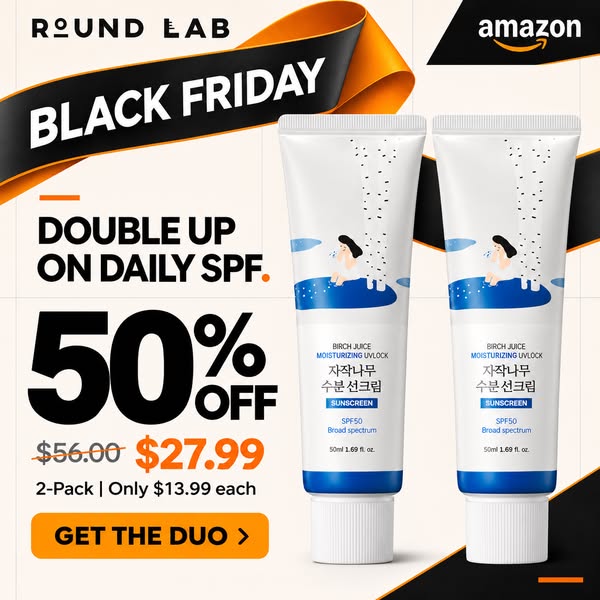 ROUND LAB
amazon
BLACK FRIDAY
DOUBLE UP
ON DAILY SPF.
50%
OFF
$56.00 $27.99
2-Pack | Only $13.99 each
GET THE DUO >
BIRCH JUICE
MOISTURIZING UVLOCK
자작나무
수분 선크림
SUNSCREEN
SPF50
Broad spectrum
50ml 1.69 fl. oz.
BIRCH JUICE
MOISTURIZING UVLOCK
자작나무
수분 선크림
SUNSCREEN
SPF50
Broad spectrum
50ml 1.69 fl. oz.